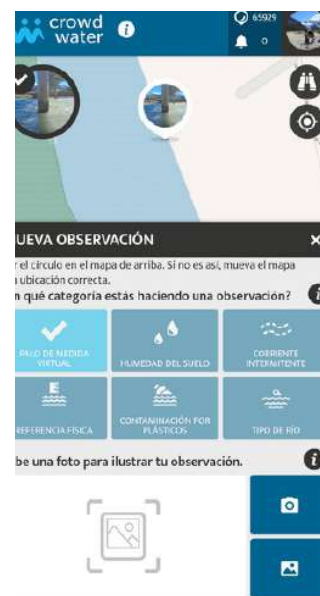 crowd
water
65929
0
UEVA OBSERVACIÓN
r el círculo en el mapa de arriba. Si no es así, mueva el mapa
ubicación correcta.
n qué categoría estás haciendo una observación?
PALO DE MEDIDA
VIRTUAL
HUMEDAD DEL SUELO
CORRIENTE
INTERMITENTE
REFERENCIA FÍSICA
CONTAMINACIÓN POR
PLÁSTICOS
TIPO DE RÍO
be una foto para ilustrar tu observación.